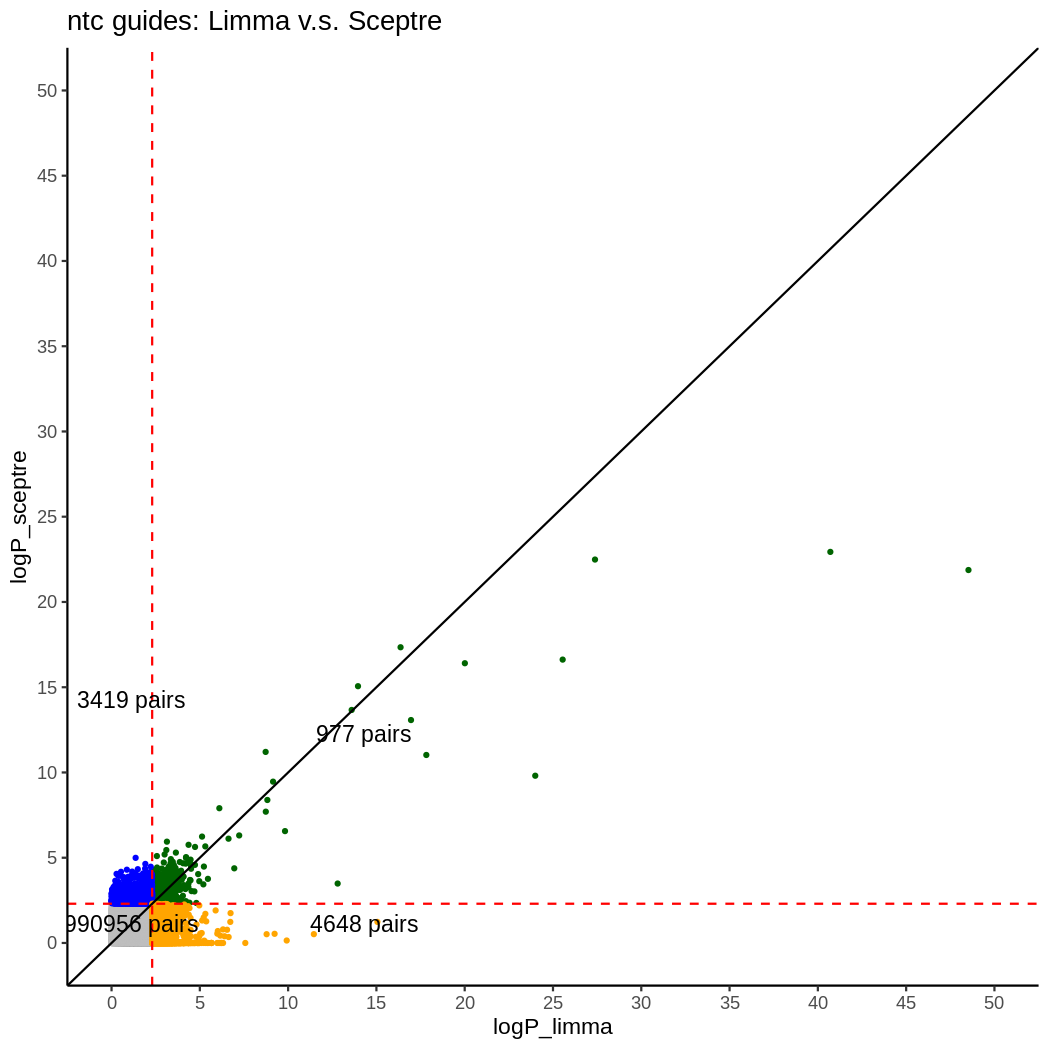 ntc guides: Limma v.s. Sceptre
50
45
40
35
30
25
20
15
10
5
0
logP_sceptre
3419 pairs
977 pairs
990956 pairs
4648 pairs
0 5 10 15 20 25 30 35 40 45 50
logP_limma